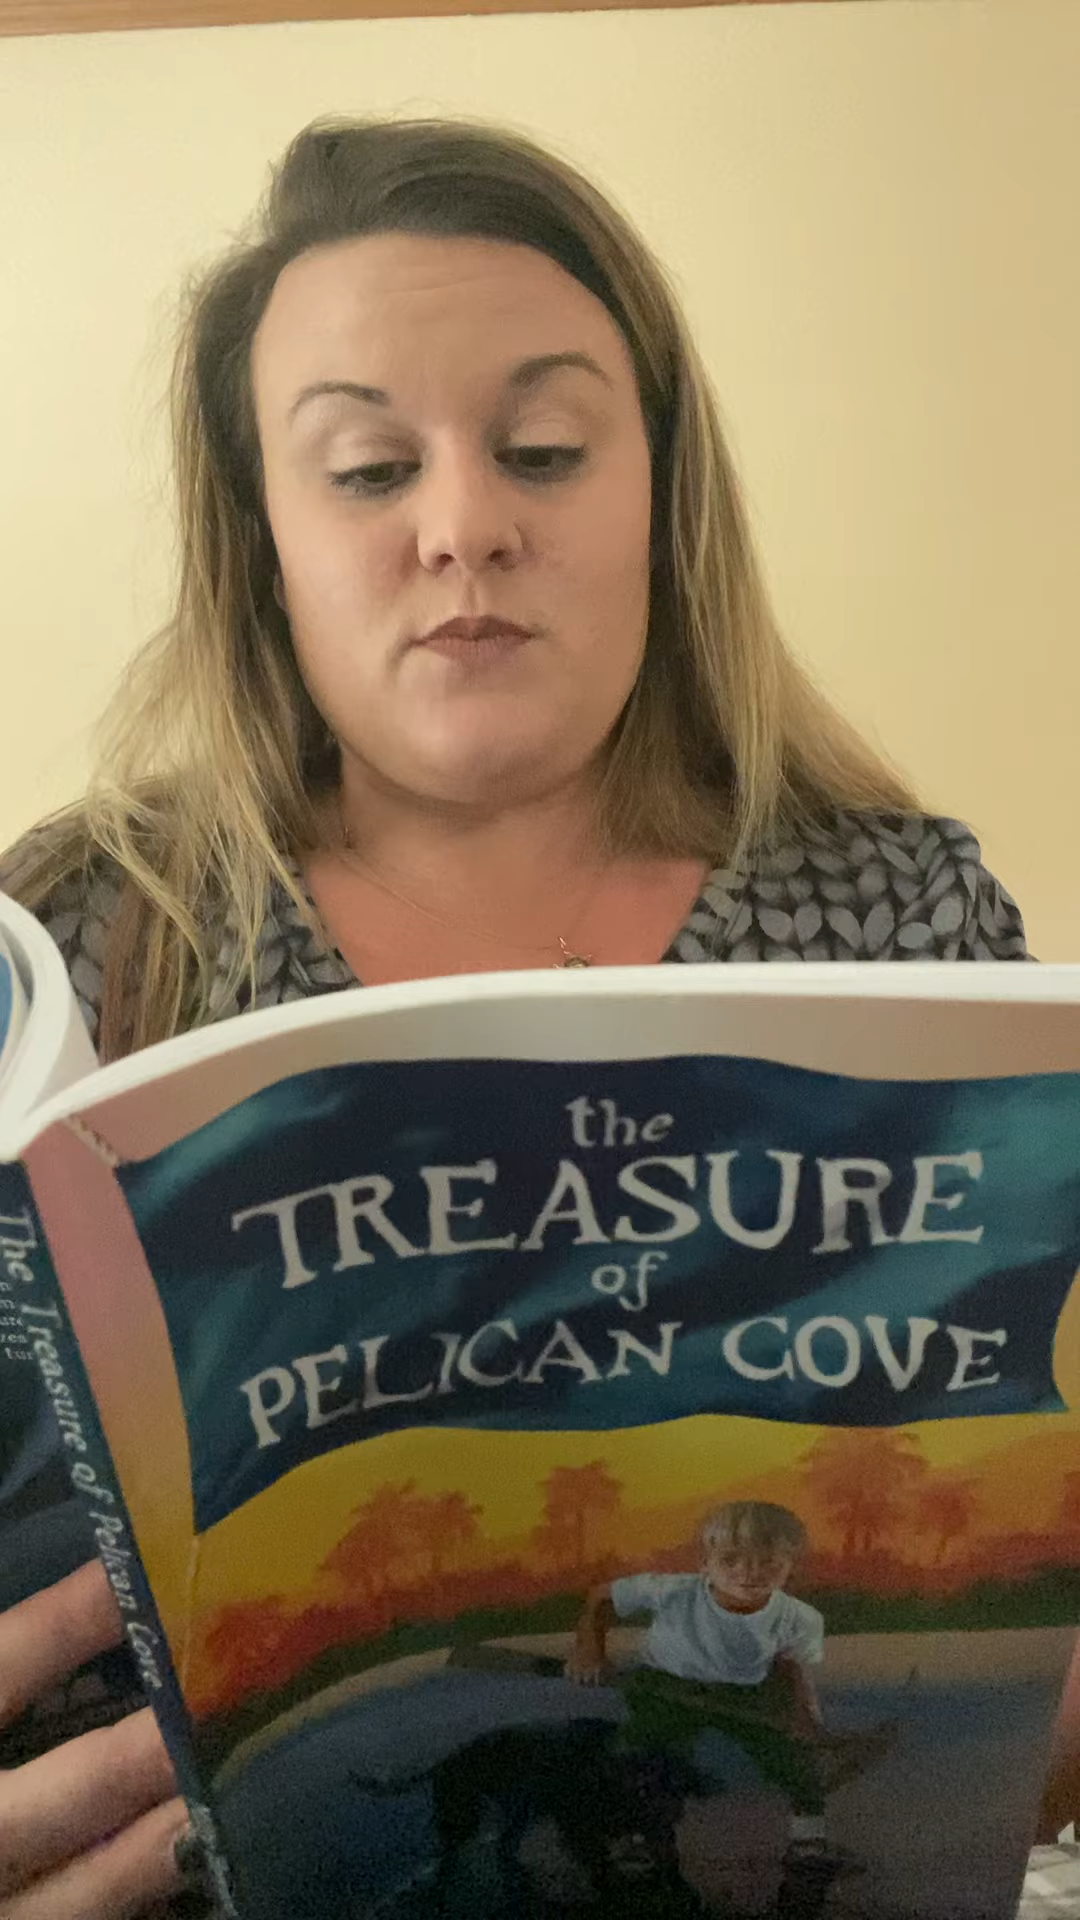 the
TREASURE
of
PELICAN COVE
The Treasure of Pelican Cove